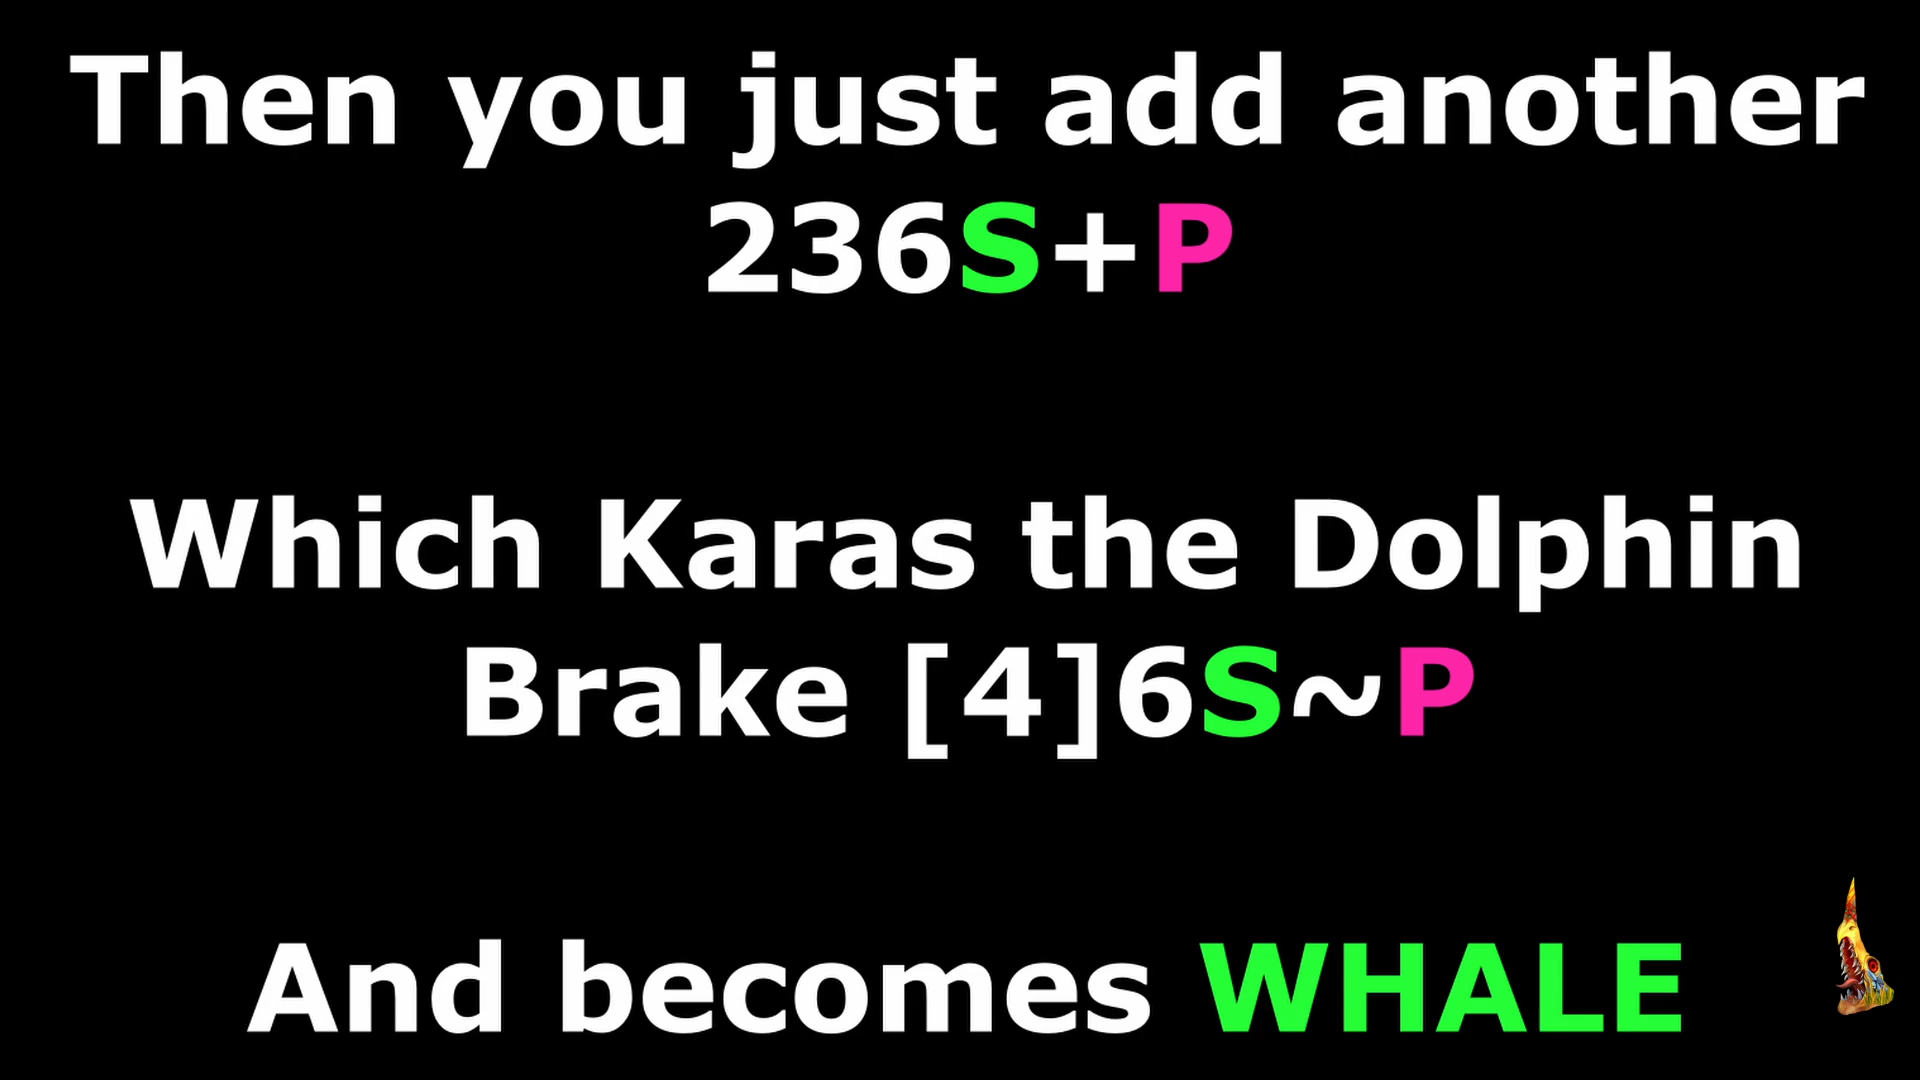 Then you just add another
236S+P
Which Karas the Dolphin
Brake [4]6S~P
And becomes WHALE